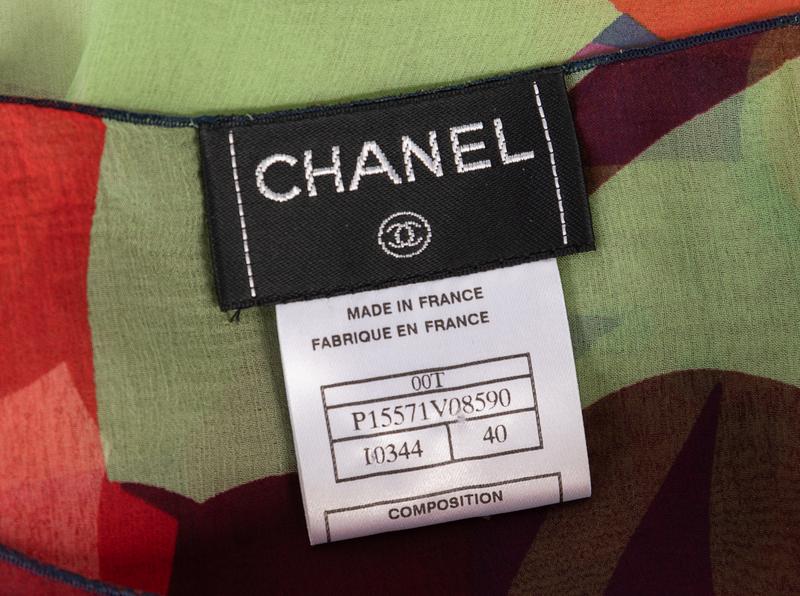 CHANEL
MADE IN FRANCE
FABRIQUE EN FRANCE
00T
P15571V08590
I0344 40
COMPOSITION